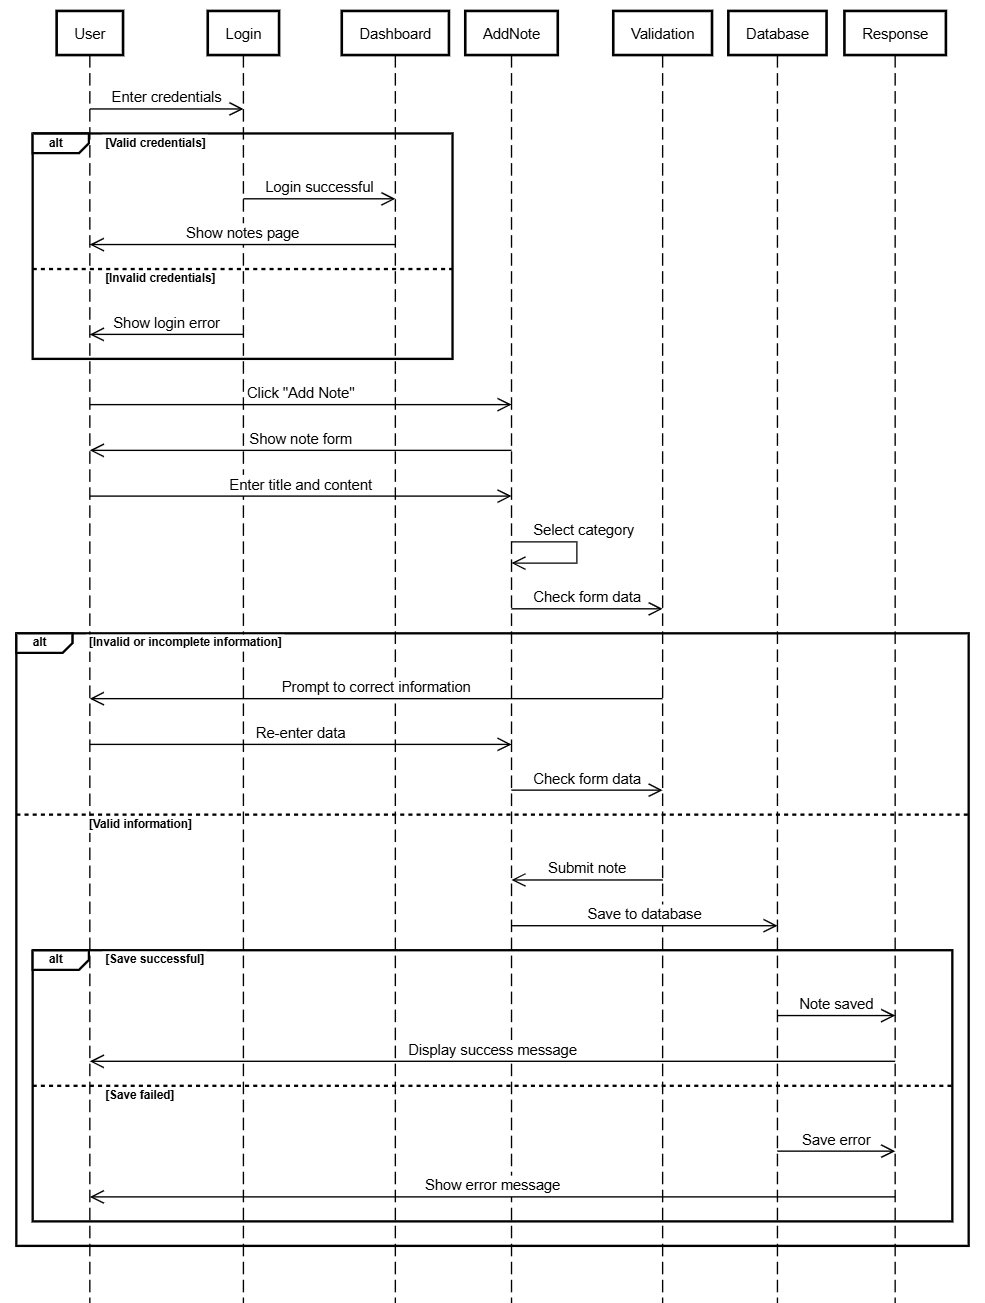 User
Login
Dashboard
AddNote
Validation
Database
Response
Enter credentials
alt
[Valid credentials]
Login successful
Show notes page
[Invalid credentials]
Show login error
Click "Add Note"
Show note form
Enter title and content
Select category
Check form data
alt
[Invalid or incomplete information]
Prompt to correct information
Re-enter data
Check form data
[Valid information]
Submit note
Save to database
alt
[Save successful]
Note saved
Display success message
[Save failed]
Save error
Show error message